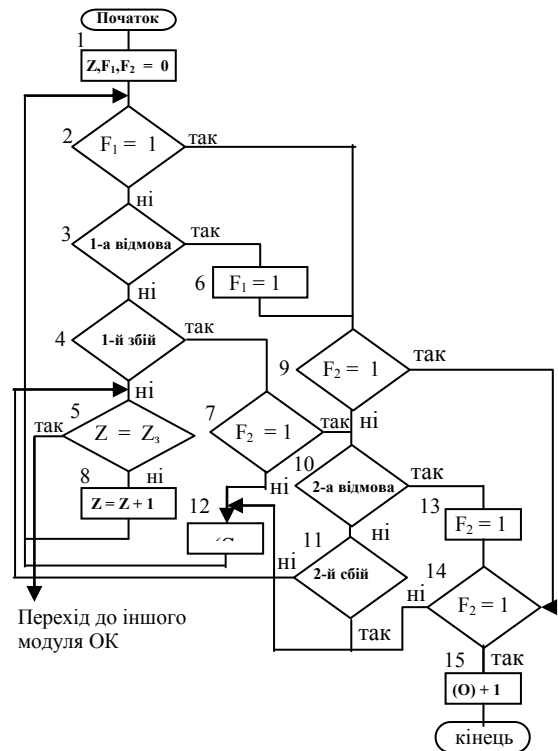 Початок
1
Z,F₁,F₂ = 0
2
F₁ = 1
так
ні
3
1-а відмова
так
6
F₁ = 1
ні
4
1-й збій
так
9
F₂ = 1
так
ні
5
так
Z = Zз
7
F₂ = 1
так
ні
8
ні
Z = Z + 1
ні
10
2-а відмова
так
12
13
F₂ = 1
11
ні
ні
2-й сбій
14
F₂ = 1
ні
так
Перехід до іншого
модуля ОК
15
так
(О) + 1
кінець